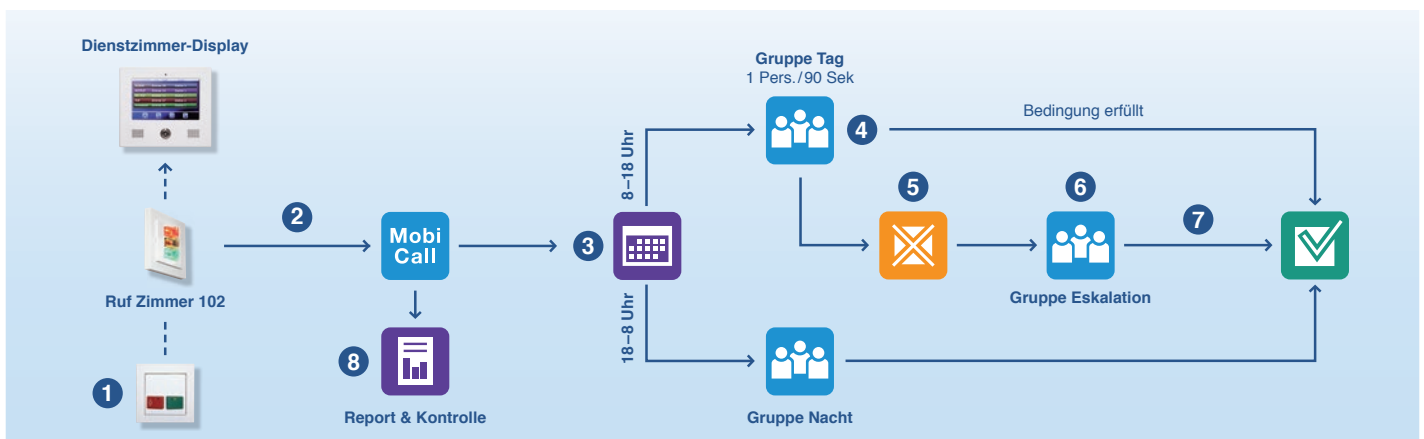 Dienstzimmer-Display
Ruf Zimmer 102
1
2
Mobi
Call
8
Report & Kontrolle
3
8–18 Uhr
18–8 Uhr
Gruppe Tag
1 Pers./90 Sek
4
Bedingung erfüllt
5
6
Gruppe Eskalation
7
Gruppe Nacht